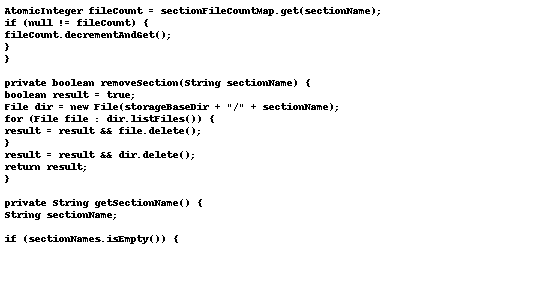 AtomicInteger fileCount = sectionFileCountMap.get(sectionName);
if (null != fileCount) {
fileCount.decrementAndGet();
}
}

private boolean removeSection(String sectionName) {
boolean result = true;
File dir = new File(storageBaseDir + "/" + sectionName);
for (File file : dir.listFiles()) {
result = result && file.delete();
}
result = result && dir.delete();
return result;
}

private String getSectionName() {
String sectionName;

if (sectionNames.isEmpty()) {